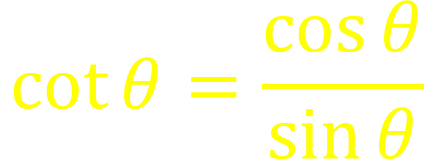 cot θ = cos θ / sin θ